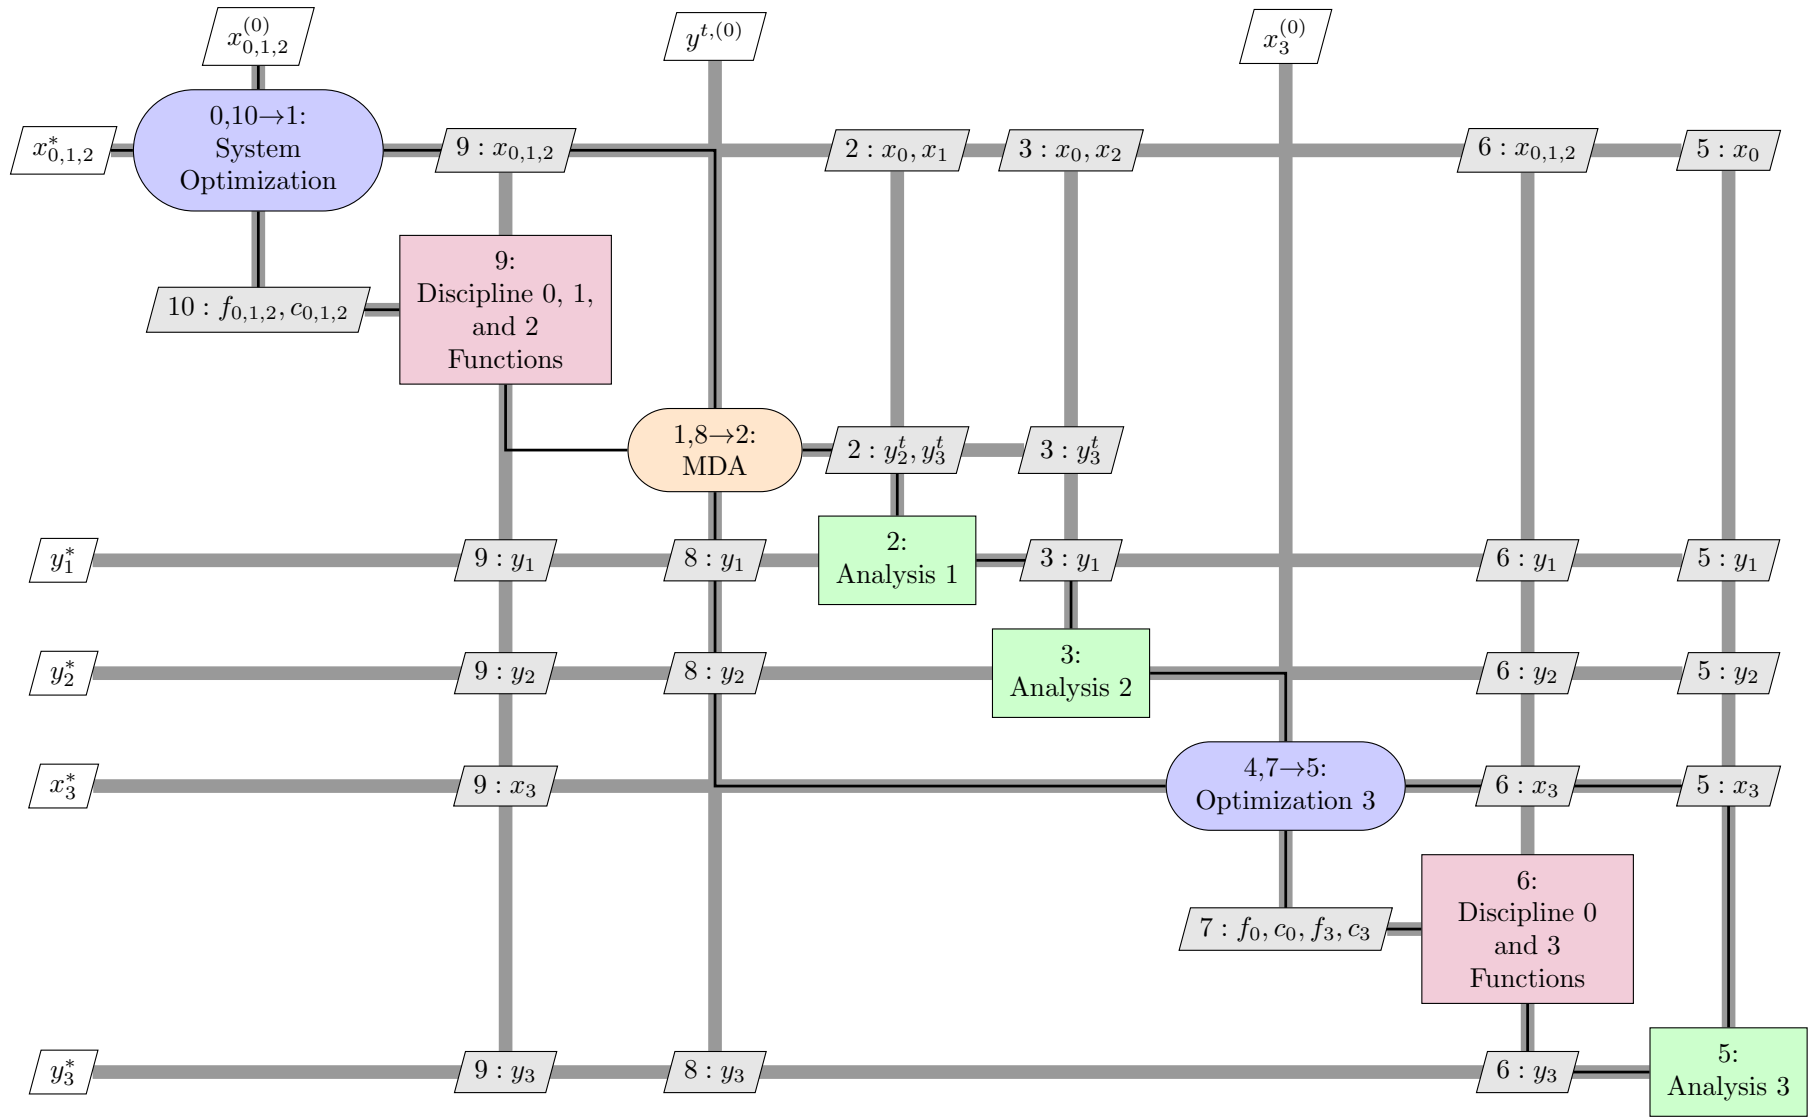 x_{0,1,2}^{(0)}
y^{t,(0)}
x_3^{(0)}
x_{0,1,2}^*
0,10→1:
System
Optimization
9 : x_{0,1,2}
2 : x_0, x_1
3 : x_0, x_2
6 : x_{0,1,2}
5 : x_0
10 : f_{0,1,2}, c_{0,1,2}
9:
Discipline 0, 1,
and 2
Functions
1,8→2:
MDA
2 : y_2^t, y_3^t
3 : y_3^t
y_1^*
9 : y_1
8 : y_1
2:
Analysis 1
3 : y_1
6 : y_1
5 : y_1
y_2^*
9 : y_2
8 : y_2
3:
Analysis 2
6 : y_2
5 : y_2
x_3^*
9 : x_3
4,7→5:
Optimization 3
6 : x_3
5 : x_3
7 : f_0, c_0, f_3, c_3
6:
Discipline 0
and 3
Functions
y_3^*
9 : y_3
8 : y_3
6 : y_3
5:
Analysis 3